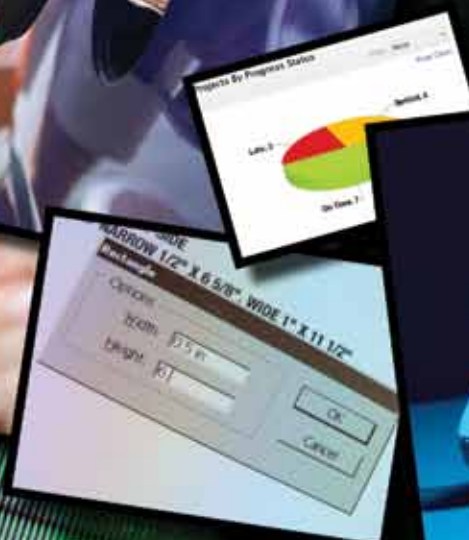 Projects By Progress Status
Behind, 4
Late, 3
On Time, 7
SIDE
NARROW 1/2" X 6 5/8", WIDE 1" X 11 1/2"
Rectangle
Options
Width:
Height:
OK
Cancel